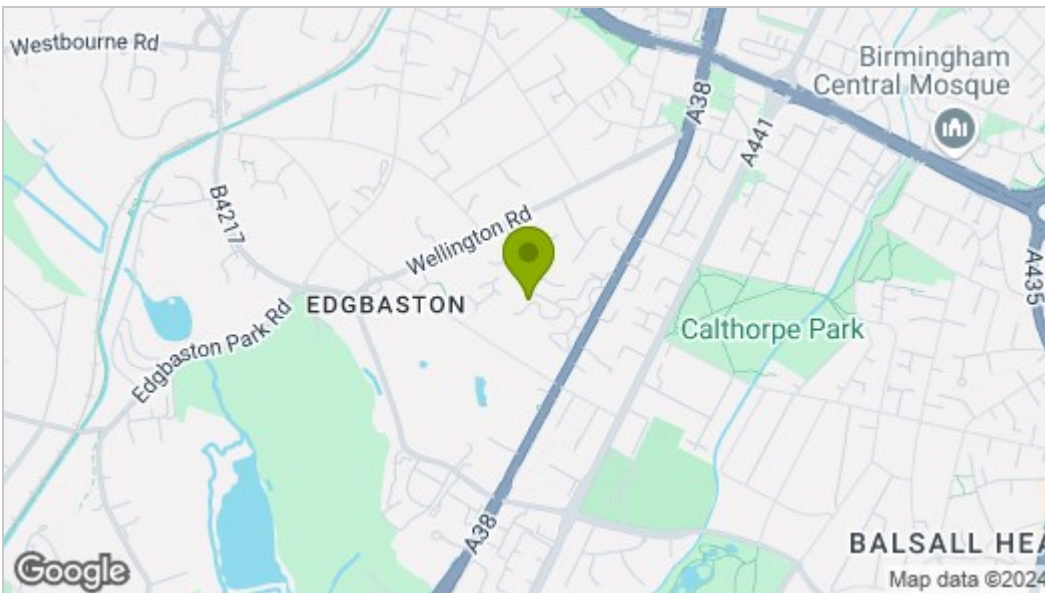 Westbourne Rd
Birmingham
Central Mosque
A38
A441
B4217
Wellington Rd
A435
EDGBASTON
Edgbaston Park Rd
Calthorpe Park
A38
BALSALL HEA
Google
Map data ©2024